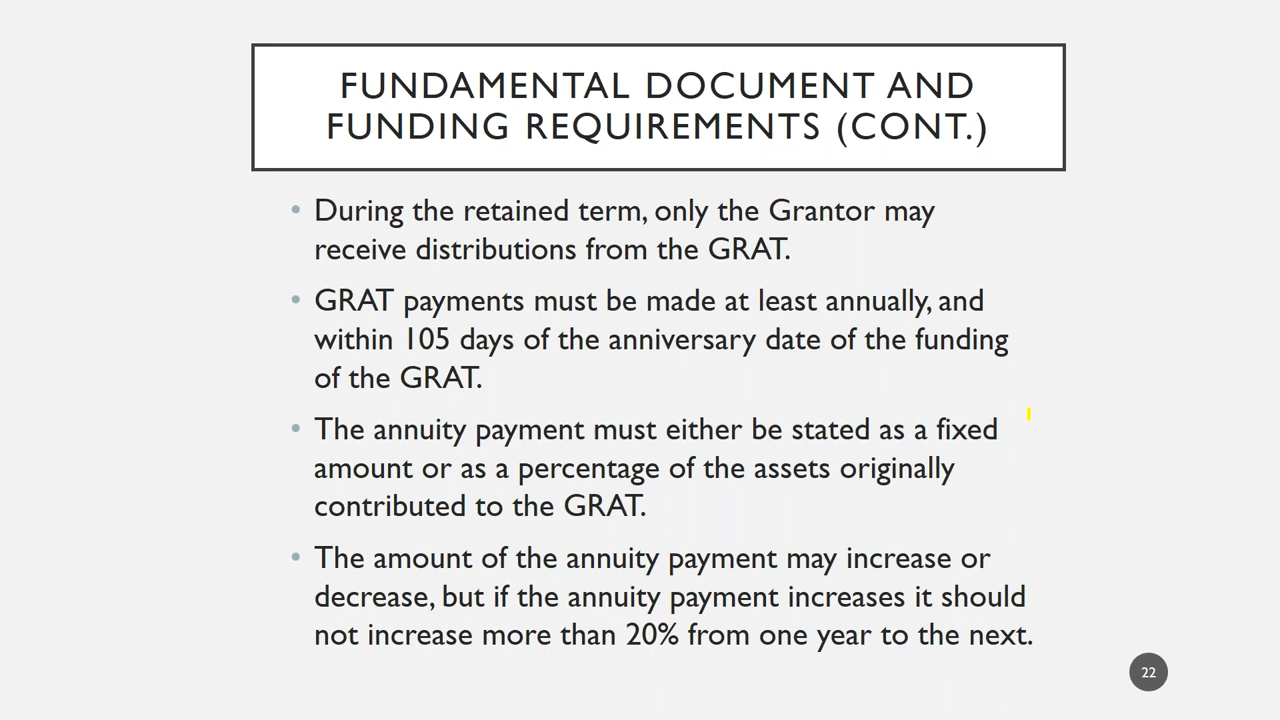 FUNDAMENTAL DOCUMENT AND
FUNDING REQUIREMENTS (CONT.)
• During the retained term, only the Grantor may
receive distributions from the GRAT.
• GRAT payments must be made at least annually, and
within 105 days of the anniversary date of the funding
of the GRAT.
• The annuity payment must either be stated as a fixed
amount or as a percentage of the assets originally
contributed to the GRAT.
• The amount of the annuity payment may increase or
decrease, but if the annuity payment increases it should
not increase more than 20% from one year to the next.
22